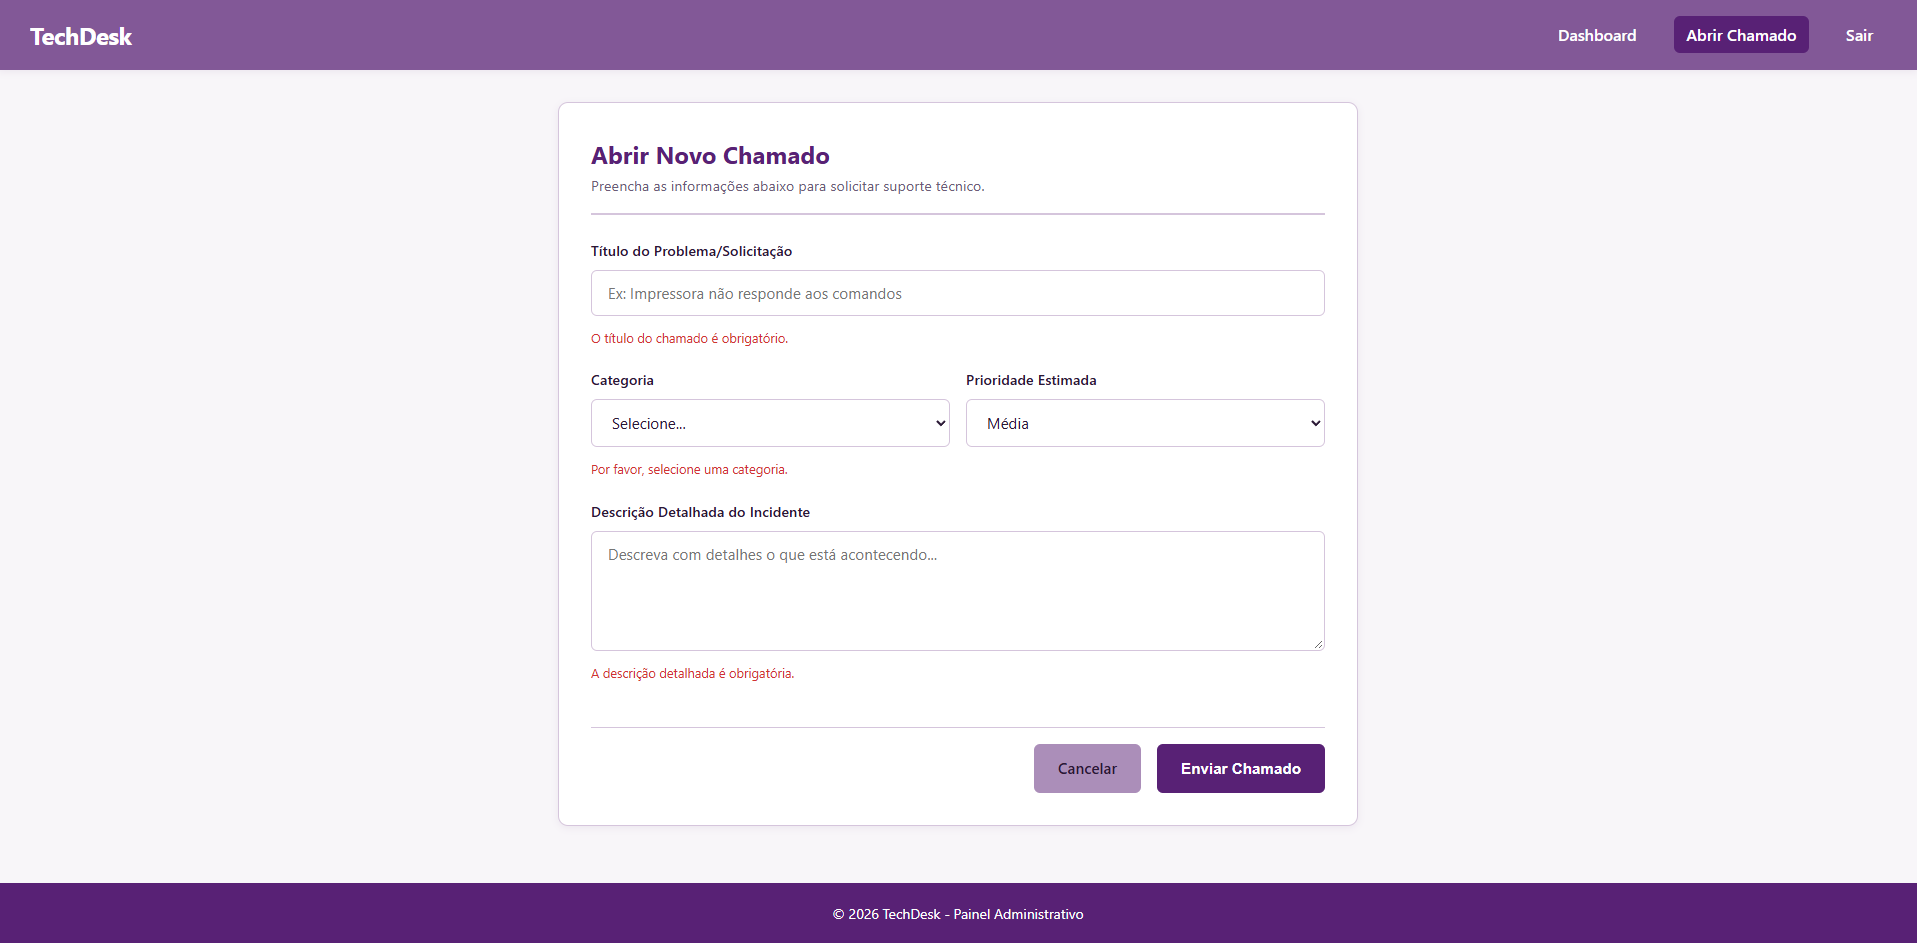 TechDesk
Dashboard
Abrir Chamado
Sair
Abrir Novo Chamado
Preencha as informações abaixo para solicitar suporte técnico.
Título do Problema/Solicitação
Ex: Impressora não responde aos comandos
O título do chamado é obrigatório.
Categoria
Prioridade Estimada
Selecione...
Média
Por favor, selecione uma categoria.
Descrição Detalhada do Incidente
Descreva com detalhes o que está acontecendo...
A descrição detalhada é obrigatória.
Cancelar
Enviar Chamado
© 2026 TechDesk - Painel Administrativo